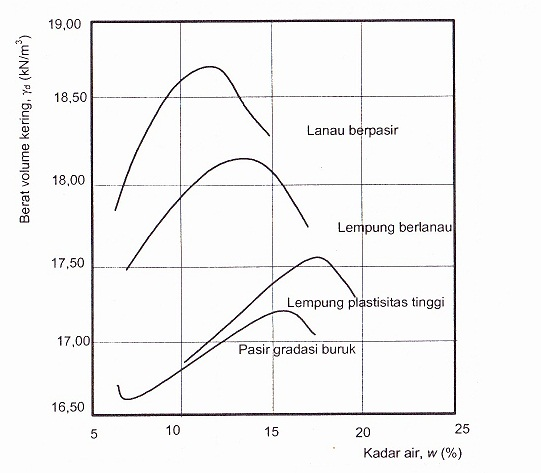 19,00
18,50
18,00
17,50
17,00
16,50
Berat volume kering, γd (kN/m3)
Lanau berpasir
Lempung berlanau
Lempung plastisitas tinggi
Pasir gradasi buruk
5 10 15 20 25
Kadar air, w (%)